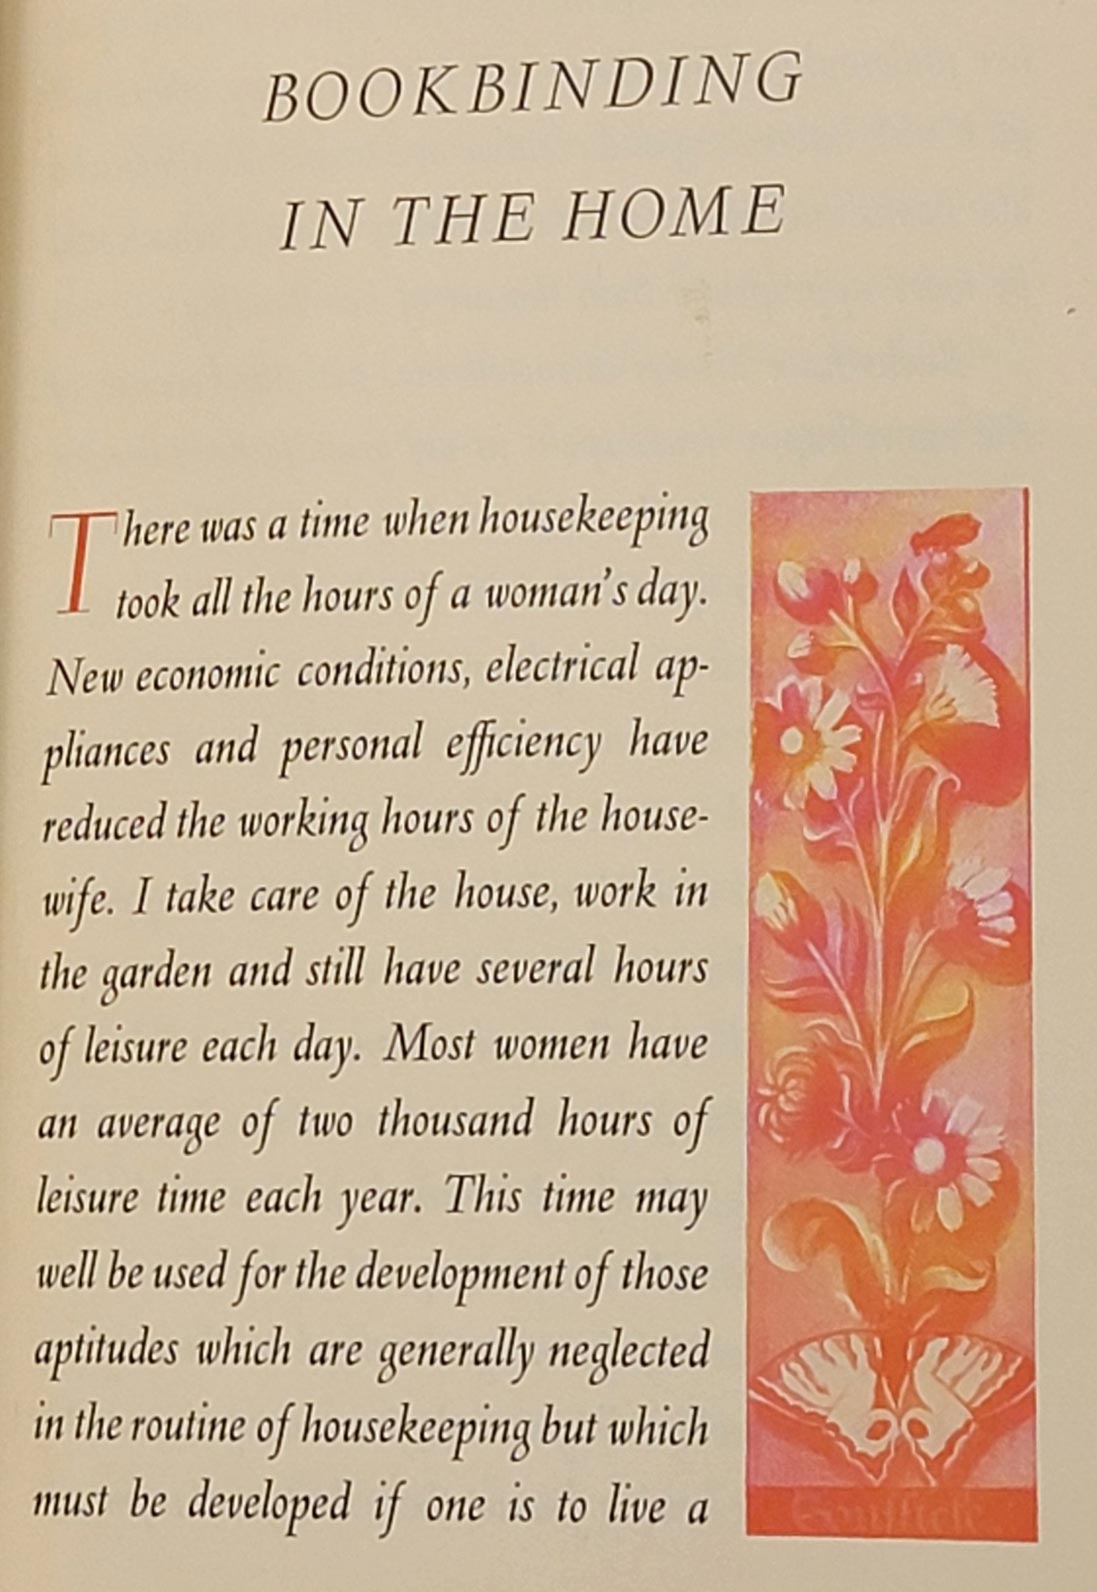 BOOKBINDING
IN THE HOME
There was a time when housekeeping
took all the hours of a woman's day.
New economic conditions, electrical ap-
pliances and personal efficiency have
reduced the working hours of the house-
wife. I take care of the house, work in
the garden and still have several hours
of leisure each day. Most women have
an average of two thousand hours of
leisure time each year. This time may
well be used for the development of those
aptitudes which are generally neglected
in the routine of housekeeping but which
must be developed if one is to live a